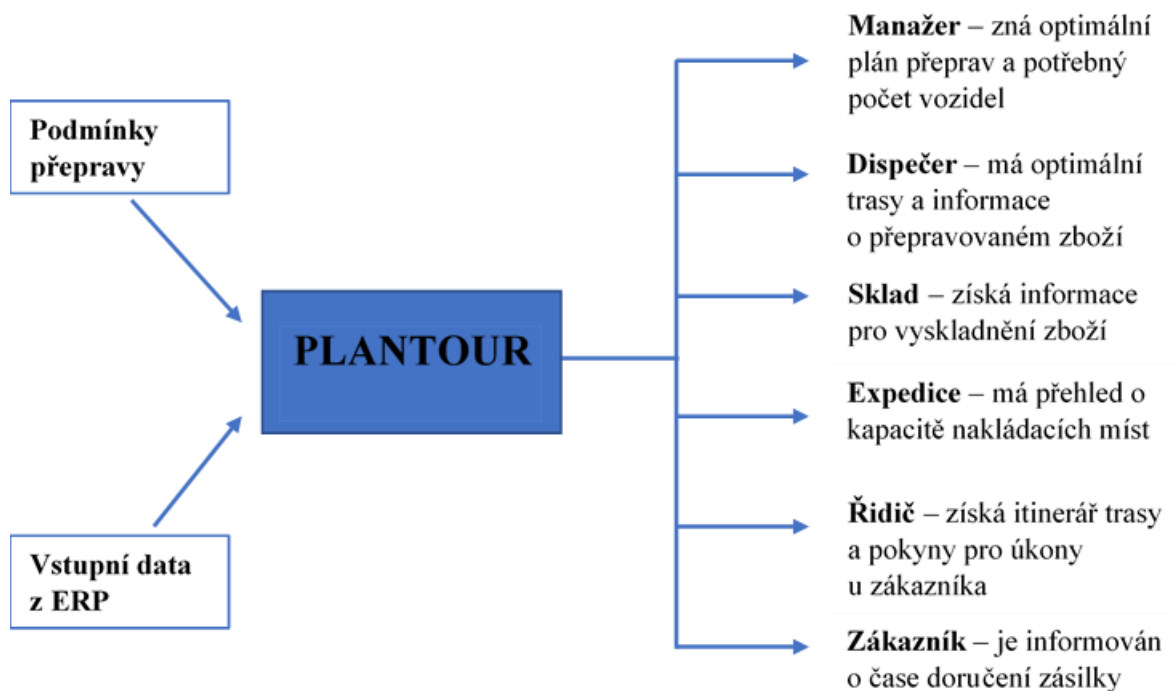 Podmínky
přepravy
Vstupní data
z ERP
PLANTOUR
Manažer – zná optimální
plán přeprav a potřebný
počet vozidel
Dispečer – má optimální
trasy a informace
o přepravovaném zboží
Sklad – získá informace
pro vyskladnění zboží
Expedice – má přehled o
kapacitě nakládacích míst
Řidič – získá itinerář trasy
a pokyny pro úkony
u zákazníka
Zákazník – je informován
o čase doručení zásilky